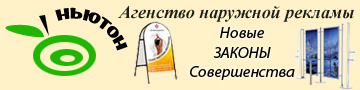 НЬЮТОН
Агенство наружной рекламы
Новые
ЗАКОНЫ
Совершенства